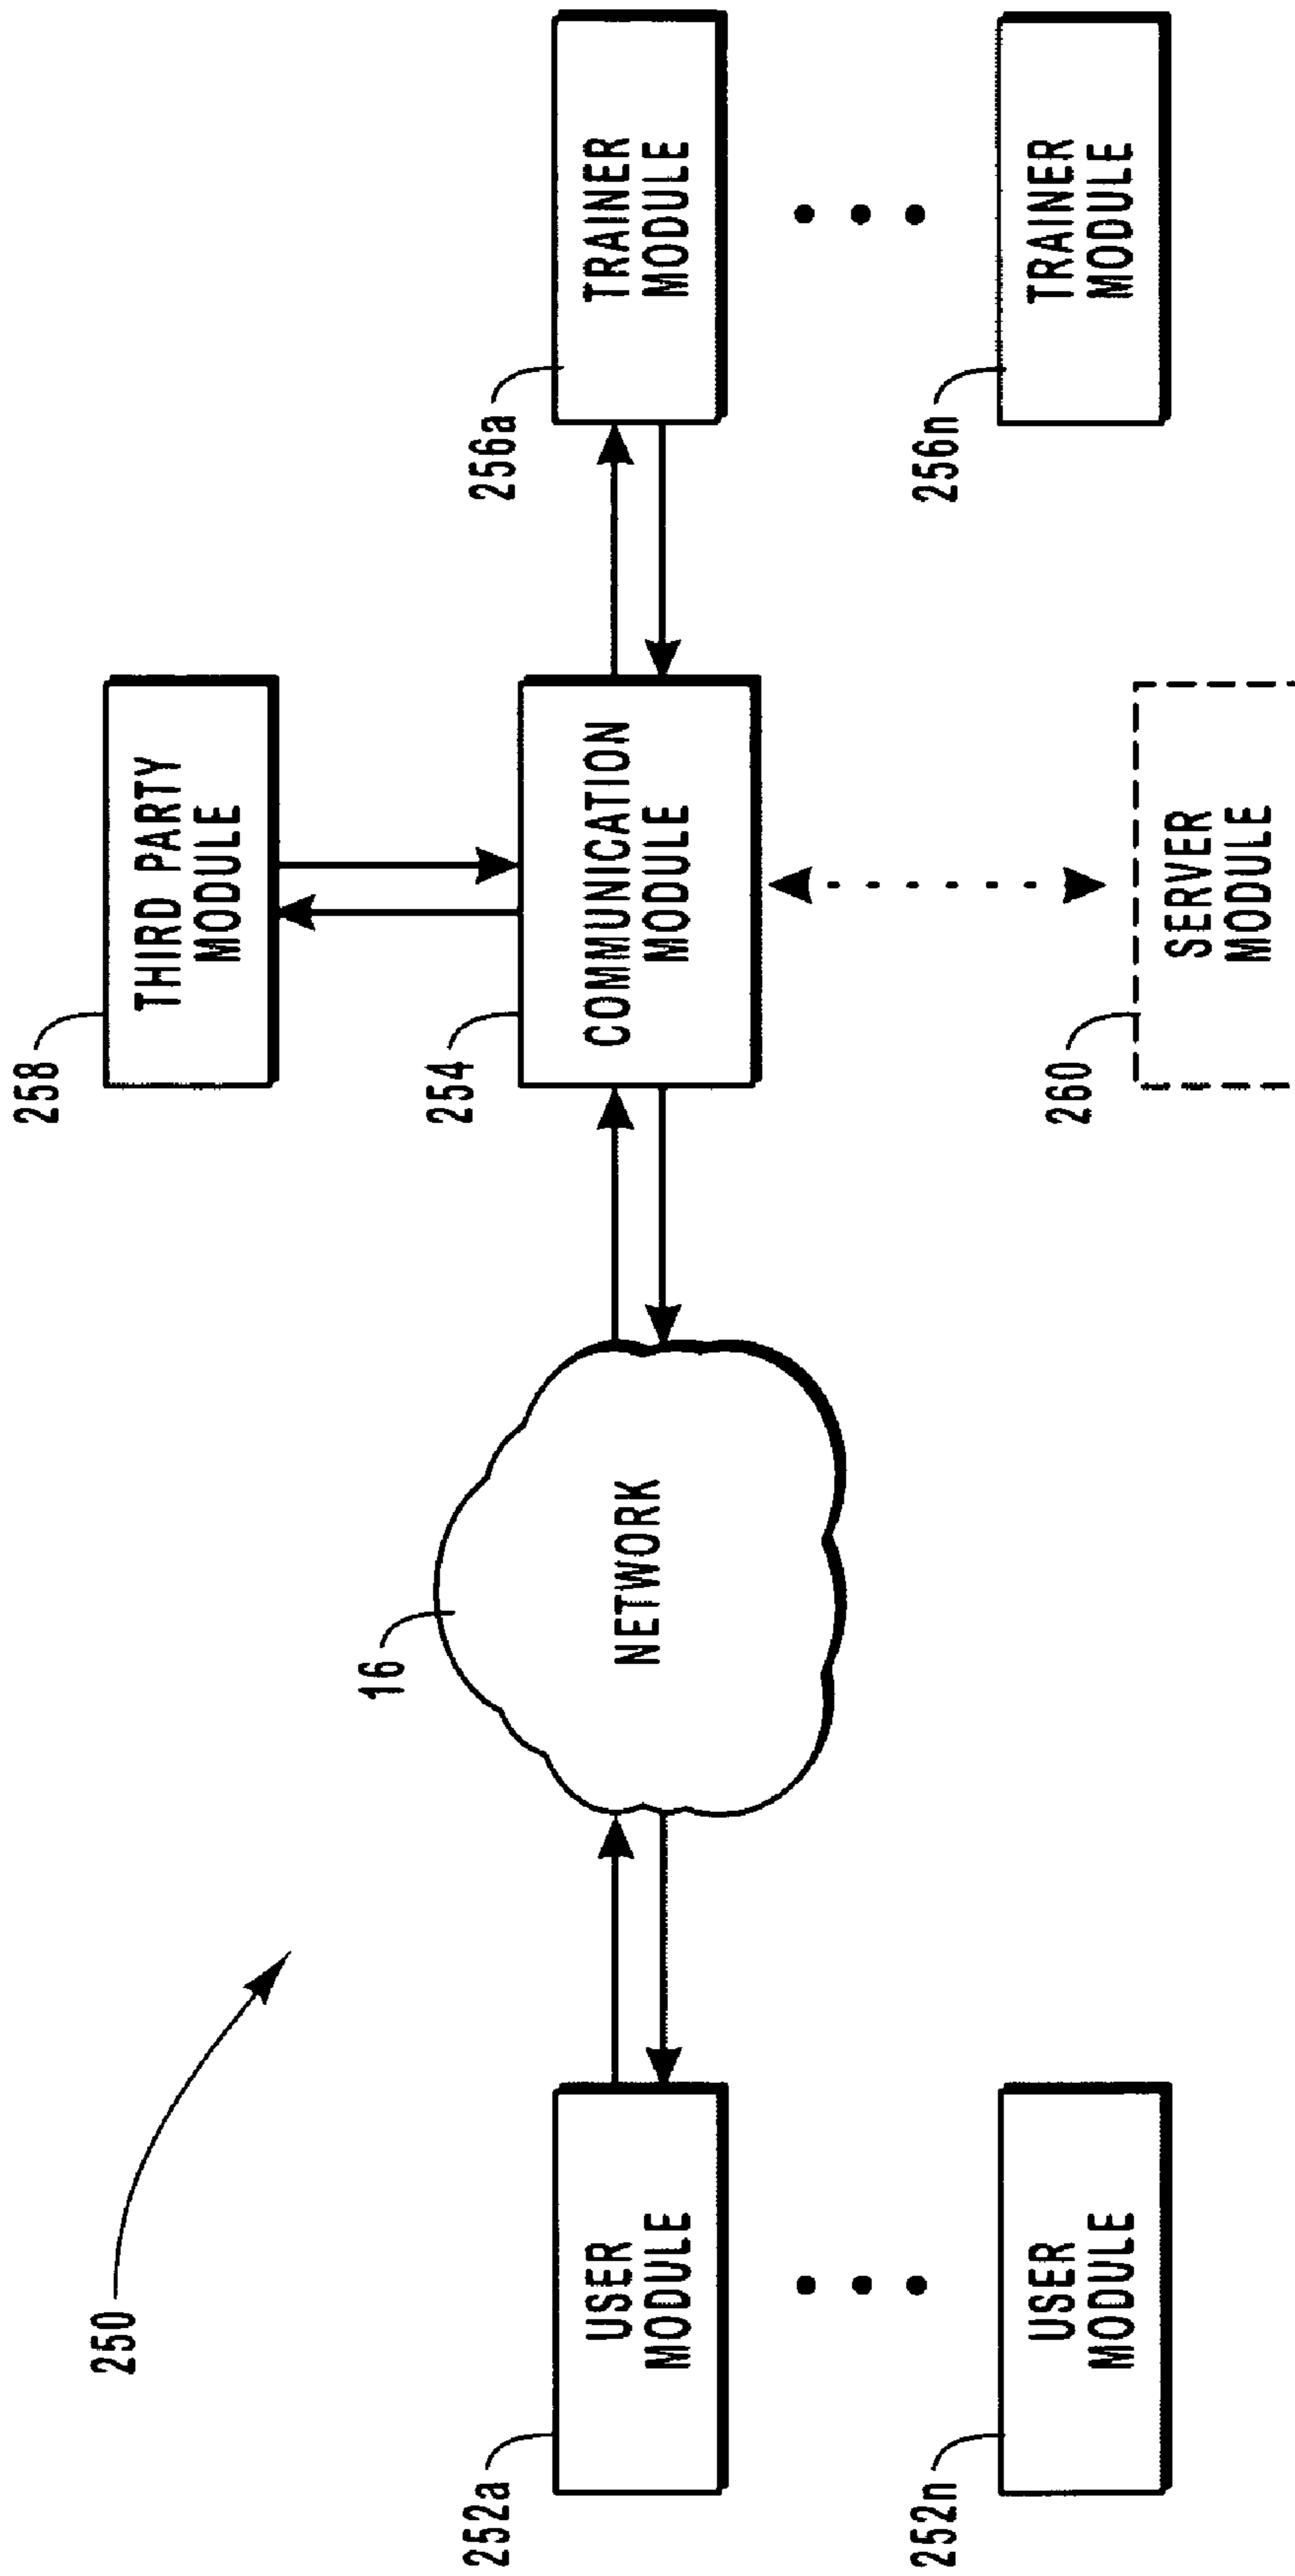 250
258
THIRD PARTY
MODULE
252a
USER
MODULE
16
NETWORK
254
COMMUNICATION
MODULE
256a
TRAINER
MODULE
252n
USER
MODULE
260
SERVER
MODULE
256n
TRAINER
MODULE